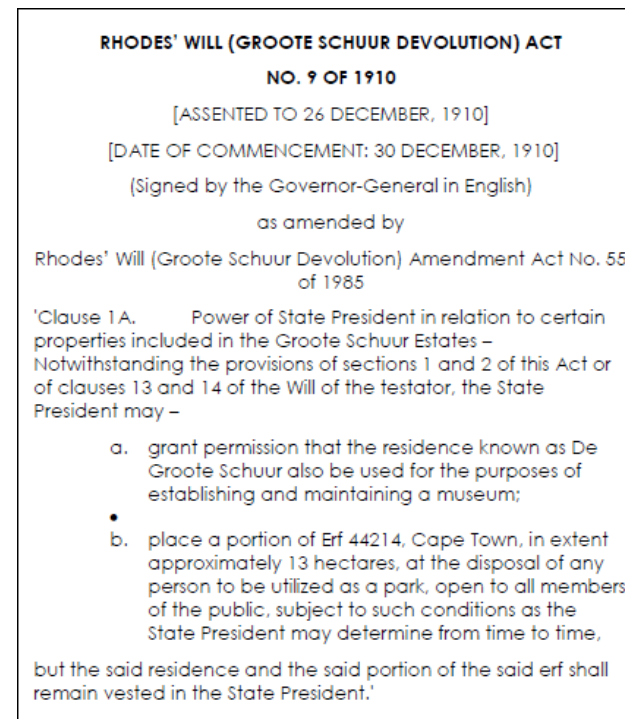 RHODES' WILL (GROOTE SCHUUR DEVOLUTION) ACT
NO. 9 OF 1910
[ASSENTED TO 26 DECEMBER, 1910]
[DATE OF COMMENCEMENT: 30 DECEMBER, 1910]
(Signed by the Governor-General in English)
as amended by
Rhodes' Will (Groote Schuur Devolution) Amendment Act No. 55
of 1985
'Clause 1A. Power of State President in relation to certain
properties included in the Groote Schuur Estates –
Notwithstanding the provisions of sections 1 and 2 of this Act or
of clauses 13 and 14 of the Will of the testator, the State
President may –
a. grant permission that the residence known as De
Groote Schuur also be used for the purposes of
establishing and maintaining a museum;
•
b. place a portion of Erf 44214, Cape Town, in extent
approximately 13 hectares, at the disposal of any
person to be utilized as a park, open to all members
of the public, subject to such conditions as the
State President may determine from time to time,
but the said residence and the said portion of the said erf shall
remain vested in the State President.'